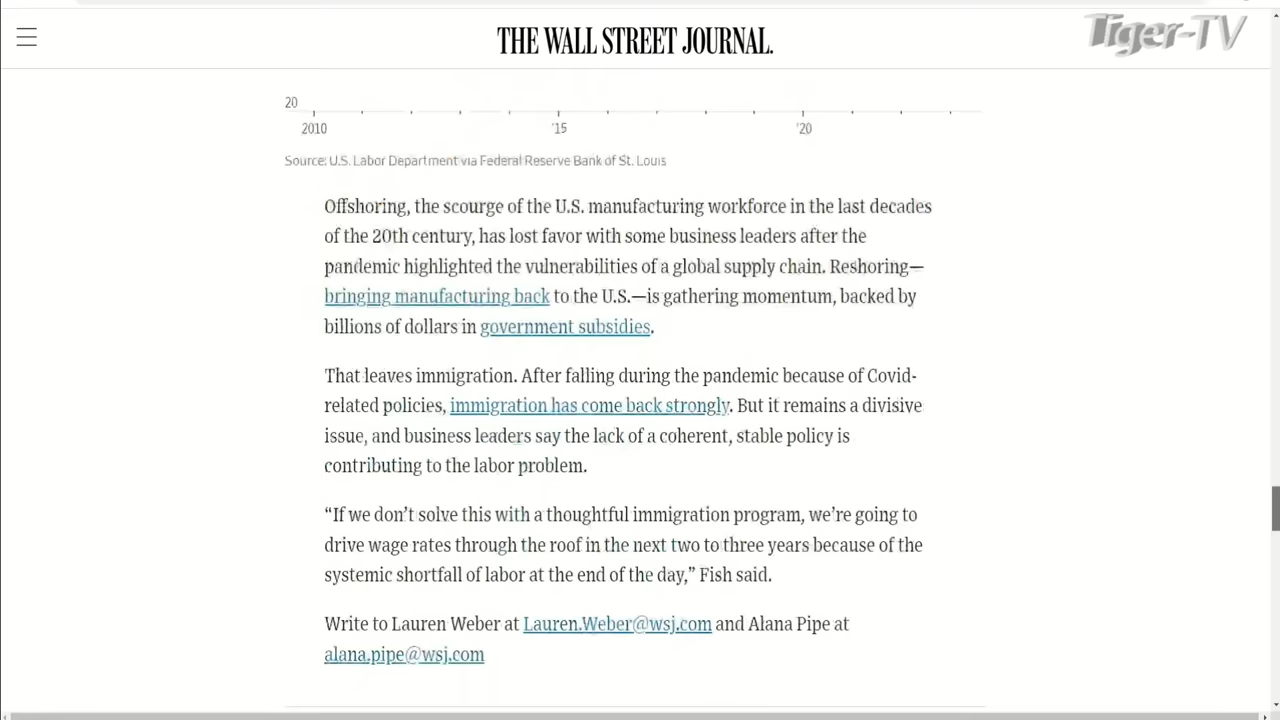 THE WALL STREET JOURNAL.
Tiger-TV
20
2010 '15 '20
Source: U.S. Labor Department via Federal Reserve Bank of St. Louis
Offshoring, the scourge of the U.S. manufacturing workforce in the last decades
of the 20th century, has lost favor with some business leaders after the
pandemic highlighted the vulnerabilities of a global supply chain. Reshoring—
bringing manufacturing back to the U.S.—is gathering momentum, backed by
billions of dollars in government subsidies.
That leaves immigration. After falling during the pandemic because of Covid-
related policies, immigration has come back strongly. But it remains a divisive
issue, and business leaders say the lack of a coherent, stable policy is
contributing to the labor problem.
“If we don’t solve this with a thoughtful immigration program, we’re going to
drive wage rates through the roof in the next two to three years because of the
systemic shortfall of labor at the end of the day,” Fish said.
Write to Lauren Weber at Lauren.Weber@wsj.com and Alana Pipe at
alana.pipe@wsj.com